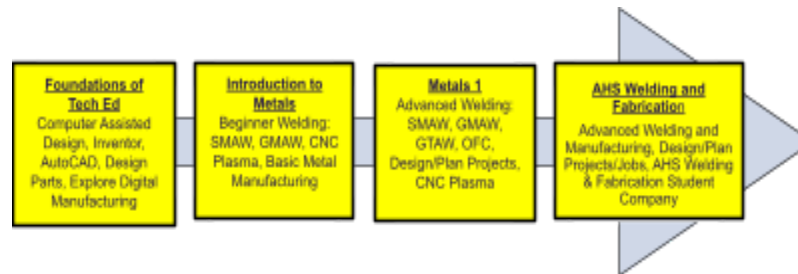 Foundations of
Tech Ed
Computer Assisted
Design, Inventor,
AutoCAD, Design
Parts, Explore Digital
Manufacturing
Introduction to
Metals
Beginner Welding:
SMAW, GMAW, CNC
Plasma, Basic Metal
Manufacturing
Metals 1
Advanced Welding:
SMAW, GMAW,
GTAW, OFC,
Design/Plan Projects,
CNC Plasma
AHS Welding and
Fabrication
Advanced Welding and
Manufacturing, Design/Plan
Projects/Jobs, AHS Welding
& Fabrication Student
Company